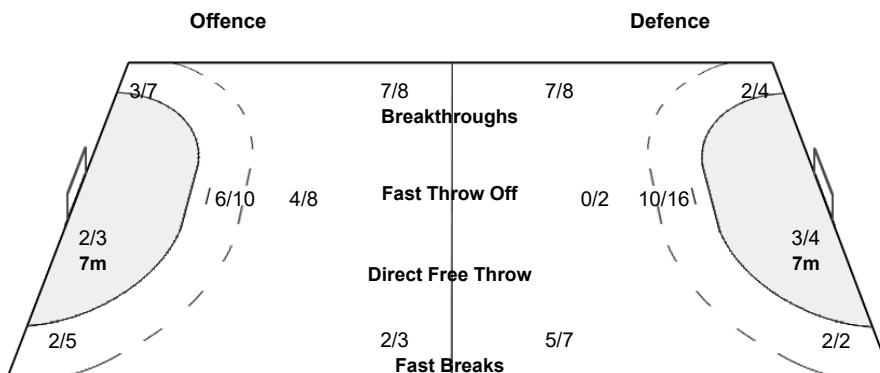 Offence Defence
3/7 7/8 7/8 2/4
Breakthroughs
6/10 4/8 Fast Throw Off 0/2 10/16
2/3 3/4
7m 7m
Direct Free Throw
2/5 2/3 5/7 2/2
Fast Breaks